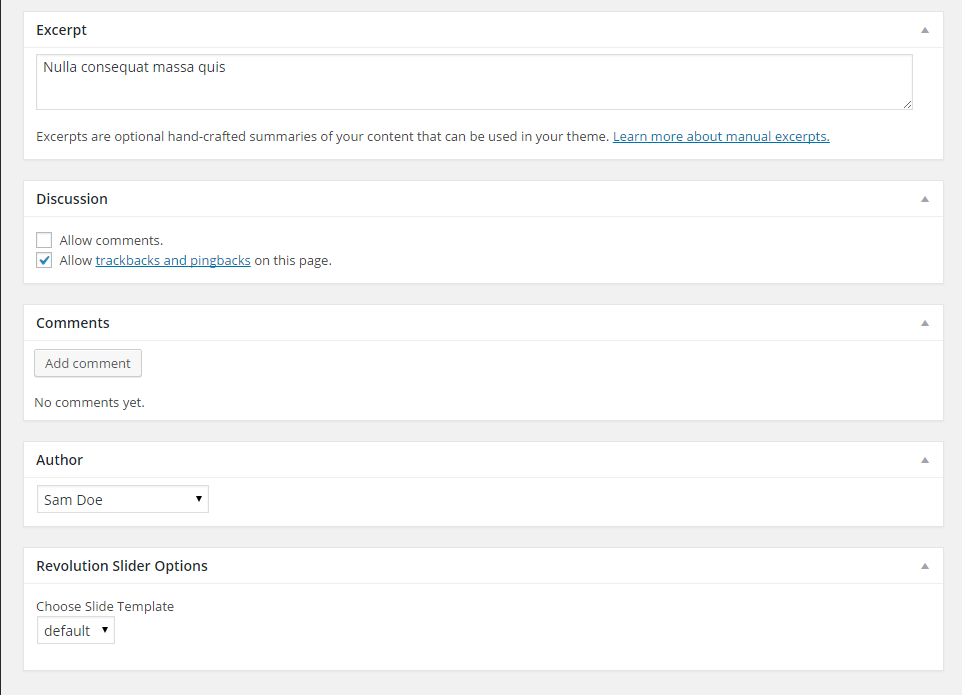 Excerpt
Nulla consequat massa quis
Excerpts are optional hand-crafted summaries of your content that can be used in your theme. Learn more about manual excerpts.
Discussion
Allow comments.
Allow trackbacks and pingbacks on this page.
Comments
Add comment
No comments yet.
Author
Sam Doe
Revolution Slider Options
Choose Slide Template
default